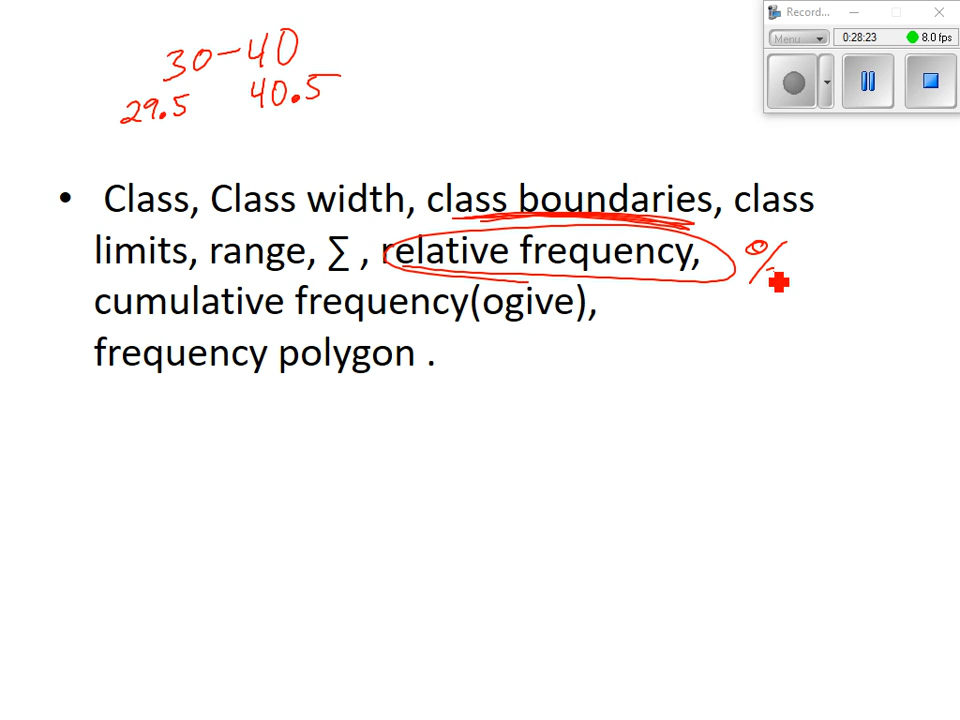 Record...
Menu
0:28:23
8.0 fps
30-40
29.5 40.5
• Class, Class width, class boundaries, class
limits, range, ∑ , relative frequency,
%
cumulative frequency(ogive),
frequency polygon .